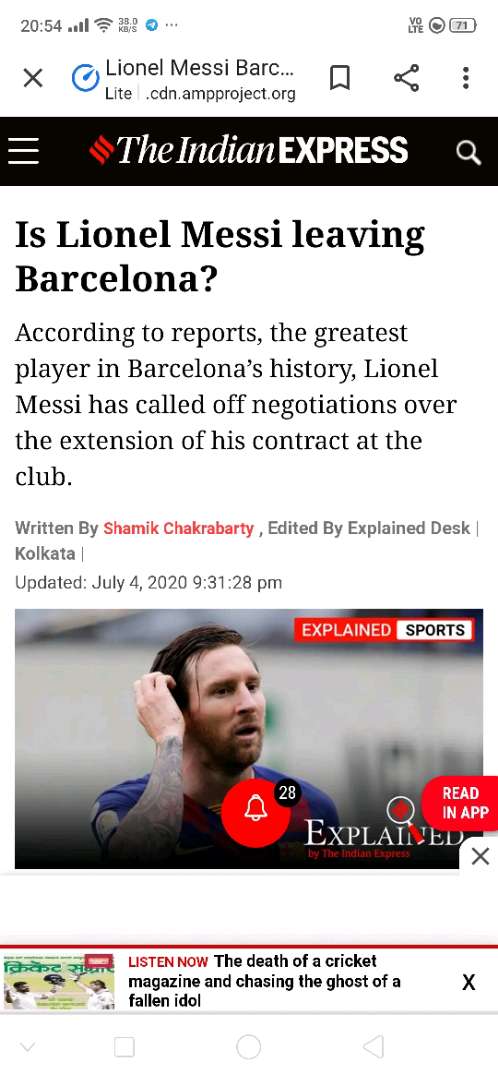 20:54 38.0 KB/S ... VO LTE 71
Lionel Messi Barc...
Lite .cdn.ampproject.org
The Indian EXPRESS
Is Lionel Messi leaving
Barcelona?
According to reports, the greatest
player in Barcelona’s history, Lionel
Messi has called off negotiations over
the extension of his contract at the
club.
Written By Shamik Chakrabarty , Edited By Explained Desk |
Kolkata |
Updated: July 4, 2020 9:31:28 pm
EXPLAINED SPORTS
28
READ
IN APP
EXPLAINED
by The Indian Express
X
क्रिकेट
LISTEN NOW The death of a cricket
magazine and chasing the ghost of a
fallen idol
X